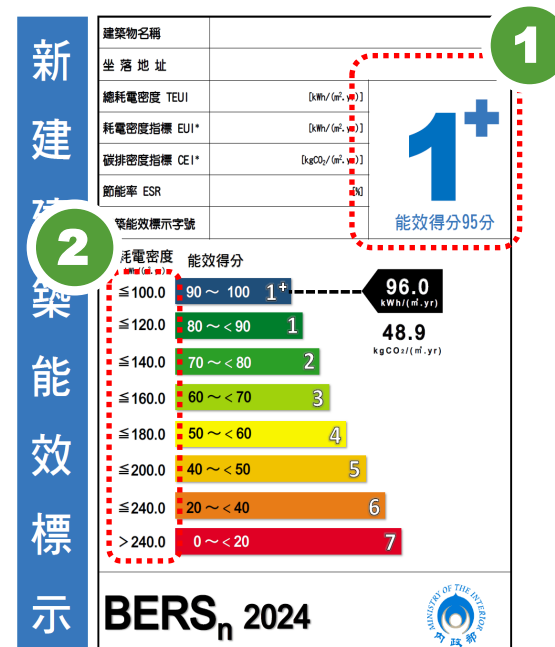 新建築能效標示
1
建築物名稱
坐落地址
總耗電密度 TEUI [kWh/(m².yr)]
耗電密度指標 EUI* [kWh/(m².yr)]
碳排密度指標 CEI* [kgCO₂/(m².yr)]
節能率 ESR [%]
築能效標示字號
1+
能效得分95分
2
耗電密度 能效得分
≦100.0 90～100 1+
≦120.0 80～<90 1
≦140.0 70～<80 2
≦160.0 60～<70 3
≦180.0 50～<60 4
≦200.0 40～<50 5
≦240.0 20～<40 6
>240.0 0～<20 7
96.0
kWh/(㎡.yr)
48.9
kgCO₂/(㎡.yr)
BERSn 2024
MINISTRY OF THE INTERIOR
內政部